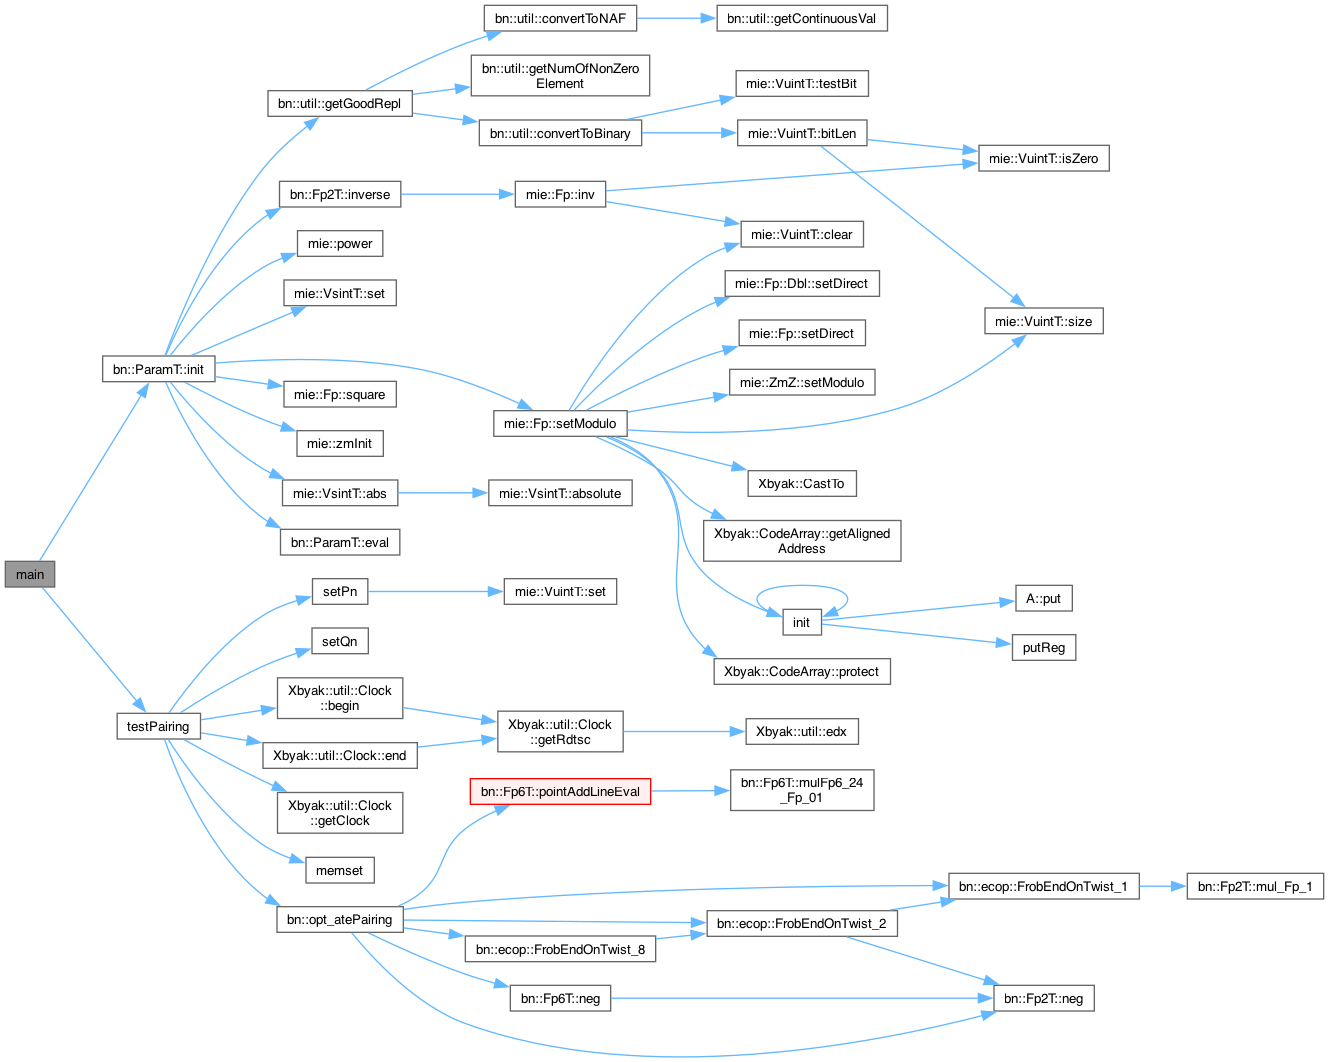 bn::util::convertToNAF
bn::util::getContinuousVal
bn::util::getNumOfNonZero
Element
mie::VuintT::testBit
bn::util::getGoodRepl
bn::util::convertToBinary
mie::VuintT::bitLen
mie::VuintT::isZero
bn::Fp2T::inverse
mie::Fp::inv
mie::power
mie::VuintT::clear
mie::VsintT::set
mie::Fp::Dbl::setDirect
mie::Fp::setDirect
mie::VuintT::size
bn::ParamT::init
mie::Fp::square
mie::ZmZ::setModulo
mie::Fp::setModulo
mie::zmInit
Xbyak::CastTo
mie::VsintT::abs
mie::VsintT::absolute
Xbyak::CodeArray::getAligned
Address
bn::ParamT::eval
main
setPn
mie::VuintT::set
init
A::put
setQn
putReg
Xbyak::CodeArray::protect
Xbyak::util::Clock
::begin
testPairing
Xbyak::util::Clock
::getRdtsc
Xbyak::util::edx
Xbyak::util::Clock::end
bn::Fp6T::pointAddLineEval
bn::Fp6T::mulFp6_24
_Fp_01
Xbyak::util::Clock
::getClock
memset
bn::ecop::FrobEndOnTwist_1
bn::Fp2T::mul_Fp_1
bn::opt_atePairing
bn::ecop::FrobEndOnTwist_2
bn::ecop::FrobEndOnTwist_8
bn::Fp6T::neg
bn::Fp2T::neg